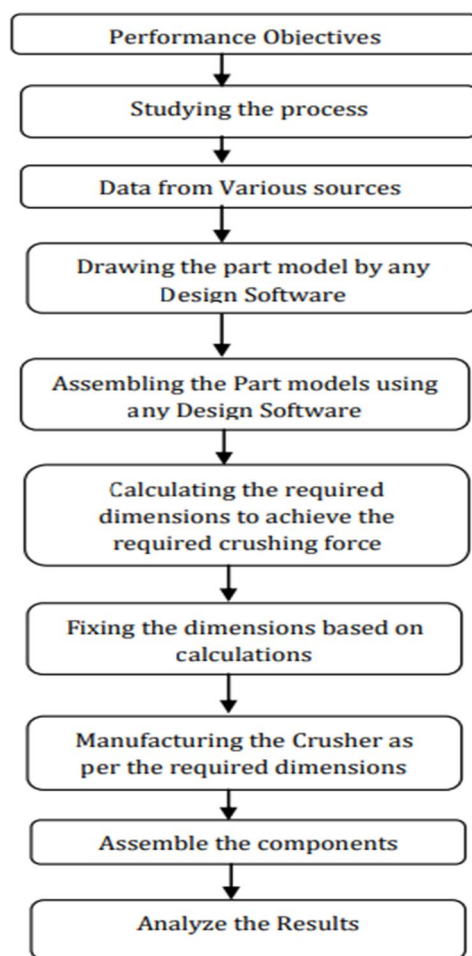 Performance Objectives
Studying the process
Data from Various sources
Drawing the part model by any
Design Software
Assembling the Part models using
any Design Software
Calculating the required
dimensions to achieve the
required crushing force
Fixing the dimensions based on
calculations
Manufacturing the Crusher as
per the required dimensions
Assemble the components
Analyze the Results